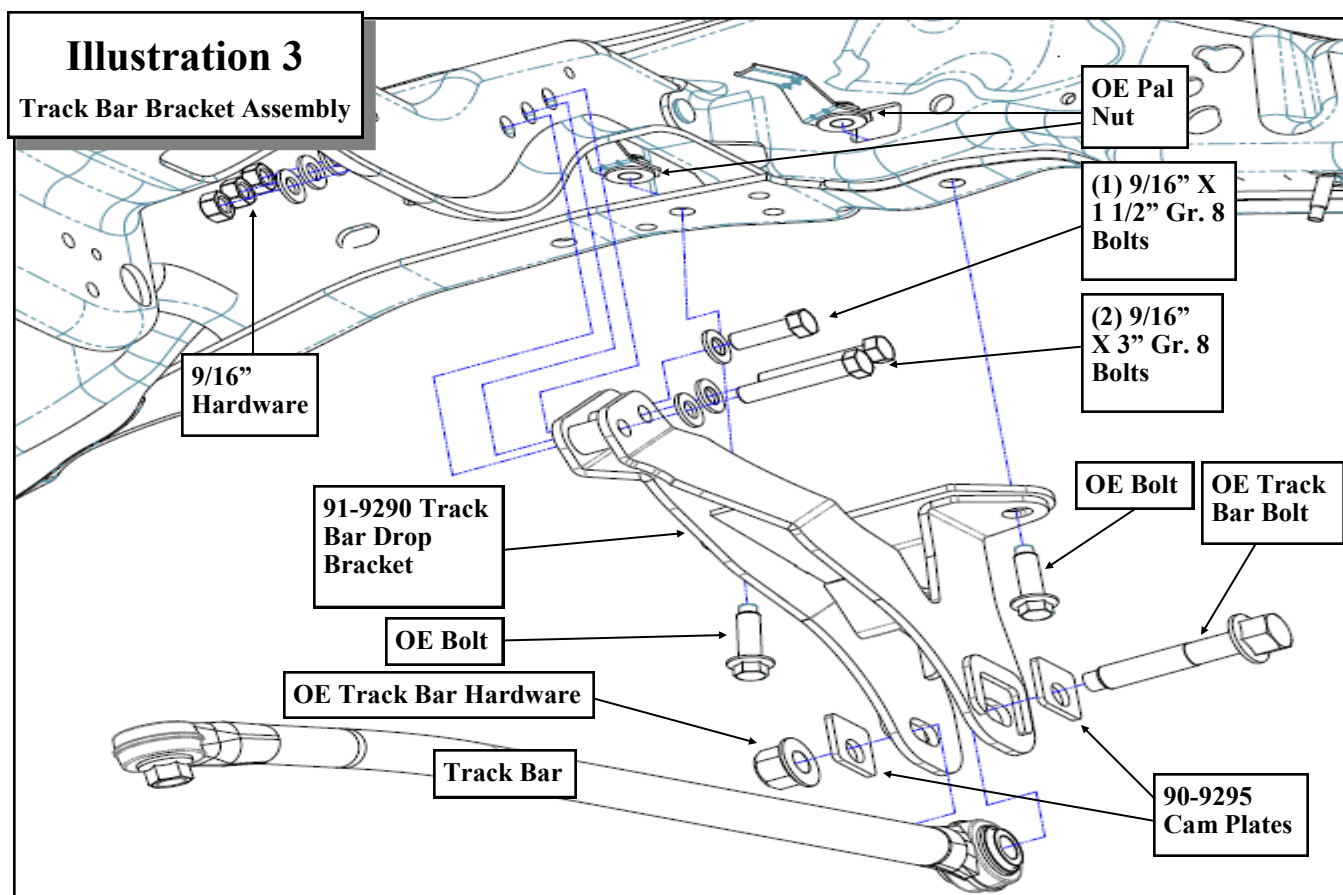 Illustration 3
Track Bar Bracket Assembly
OE Pal
Nut
(1) 9/16” X
1 1/2” Gr. 8
Bolts
(2) 9/16”
X 3” Gr. 8
Bolts
9/16”
Hardware
91-9290 Track
Bar Drop
Bracket
OE Bolt
OE Track
Bar Bolt
OE Bolt
OE Track Bar Hardware
Track Bar
90-9295
Cam Plates